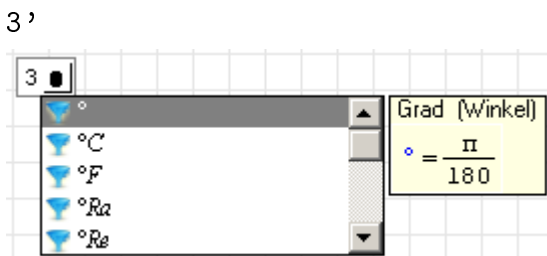 3’
3
° Grad (Winkel)
°C
° = π
180
°F
°Ra
°Re